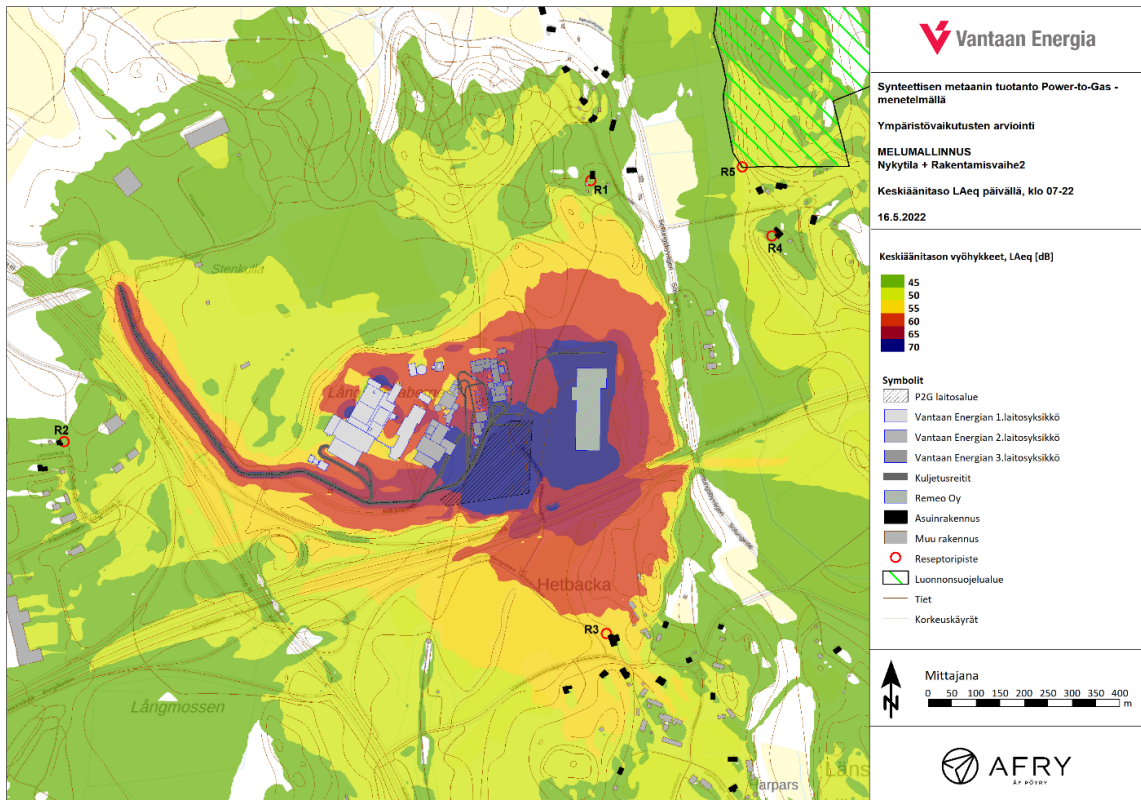 Vantaan Energia
Synteettisen metaanin tuotanto Power-to-Gas -
menetelmällä
Ympäristövaikutusten arviointi
MELUMALLINNUS
Nykytila + Rakentamisvaihe2
Keskiäänitaso LAeq päivällä, klo 07-22
16.5.2022
Keskiäänitason vyöhykkeet, LAeq [dB]
45
50
55
60
65
70
Symbolit
P2G laitosalue
Vantaan Energian 1.laitosyksikkö
Vantaan Energian 2.laitosyksikkö
Vantaan Energian 3.laitosyksikkö
Kuljetusreitit
Remeo Oy
Asuinrakennus
Muu rakennus
Reseptoripiste
Luonnonsuojelualue
Tiet
Korkeuskäyrät
N
Mittajana
0 50 100 150 200 250 300 350 400
m
AFRY
ÅF PÖYRY
R1
R5
R4
Stenkulla
R2
Hetbacka
R3
Långmossen
Läns
arpars